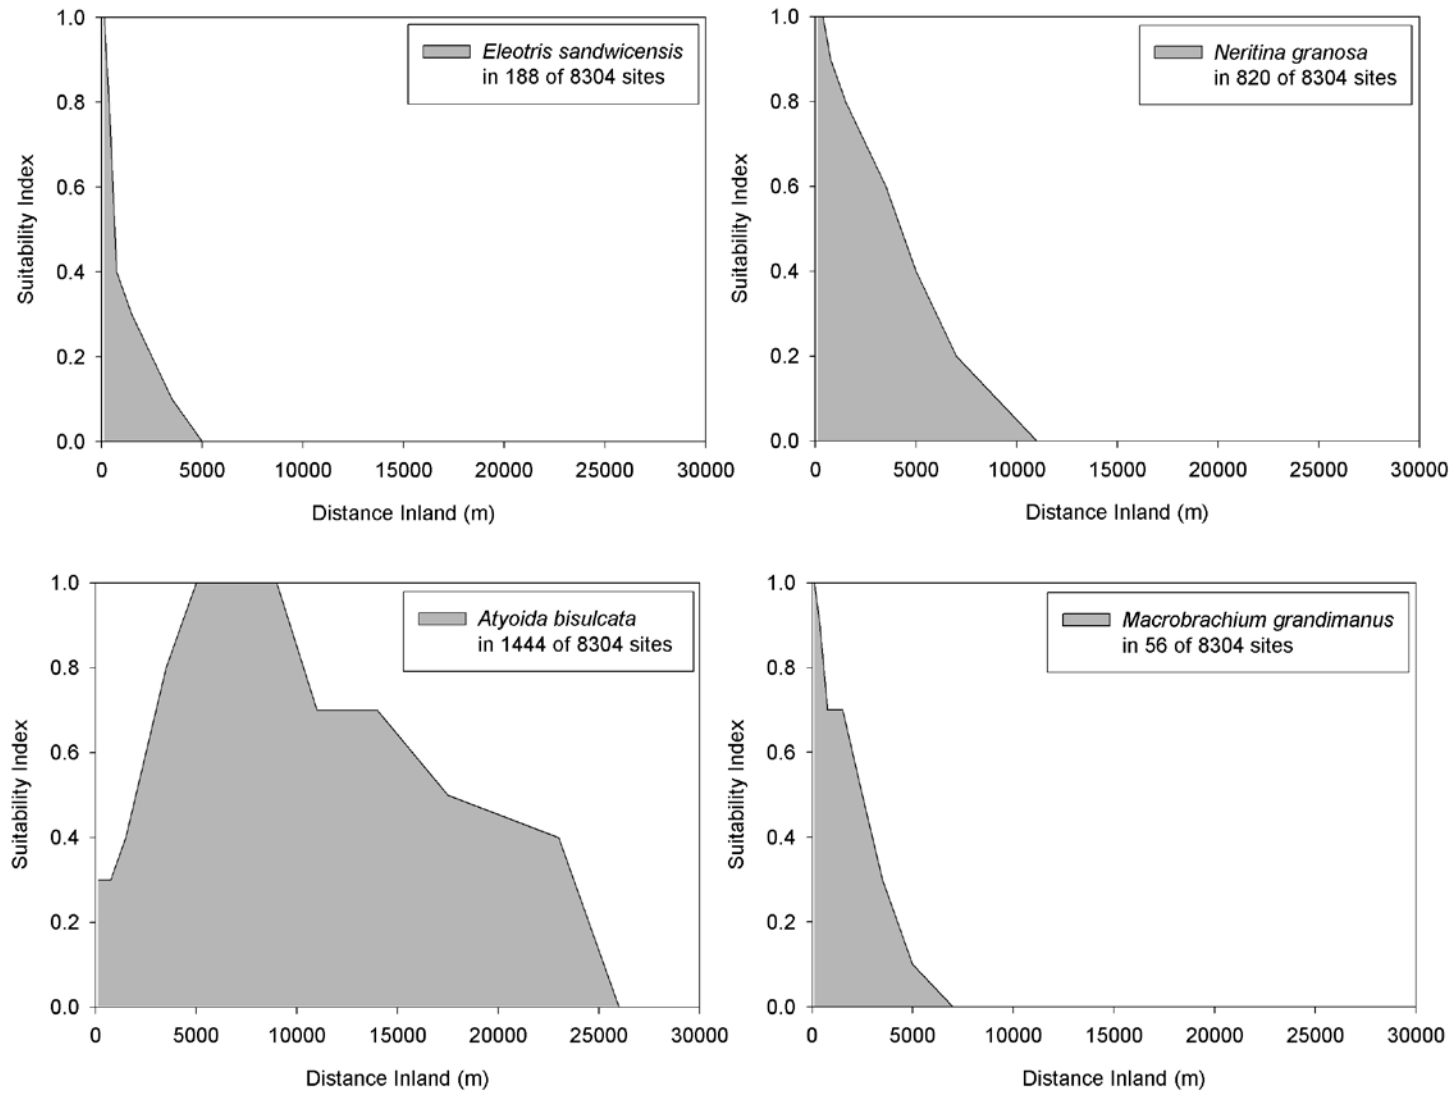 Eleotris sandwicensis
in 188 of 8304 sites
Suitability Index
1.0
0.8
0.6
0.4
0.2
0.0
0 5000 10000 15000 20000 25000 30000
Distance Inland (m)
Neritina granosa
in 820 of 8304 sites
Suitability Index
1.0
0.8
0.6
0.4
0.2
0.0
0 5000 10000 15000 20000 25000 30000
Distance Inland (m)
Atyoida bisulcata
in 1444 of 8304 sites
Suitability Index
1.0
0.8
0.6
0.4
0.2
0.0
0 5000 10000 15000 20000 25000 30000
Distance Inland (m)
Macrobrachium grandimanus
in 56 of 8304 sites
Suitability Index
1.0
0.8
0.6
0.4
0.2
0.0
0 5000 10000 15000 20000 25000 30000
Distance Inland (m)